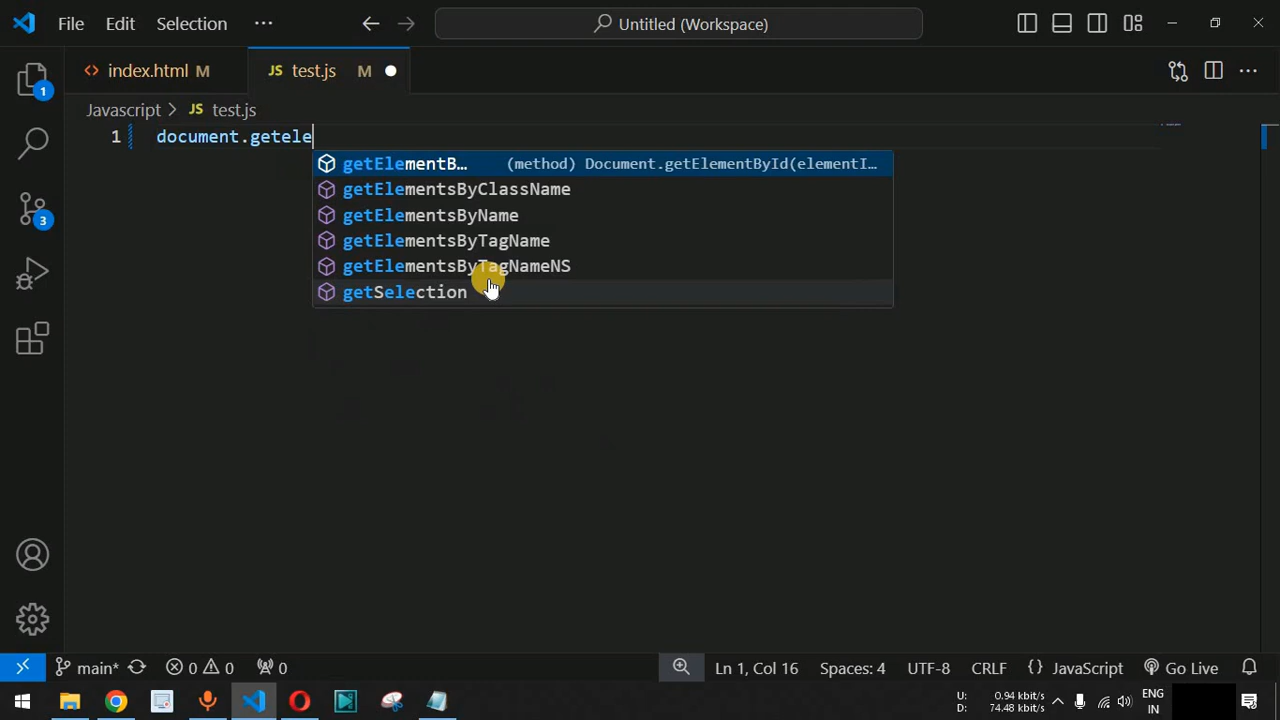 File Edit Selection ··· Untitled (Workspace)
index.html M JS test.js M
Javascript > JS test.js
1 document.getele
getElementB... (method) Document.getElementById(elementI...
getElementsByClassName
getElementsByName
getElementsByTagName
getElementsByTagNameNS
getSelection
1
3
main* 0 0 0 Ln 1, Col 16 Spaces: 4 UTF-8 CRLF {} JavaScript Go Live
U: 0.94 kbit/s ENG
D: 74.48 kbit/s IN